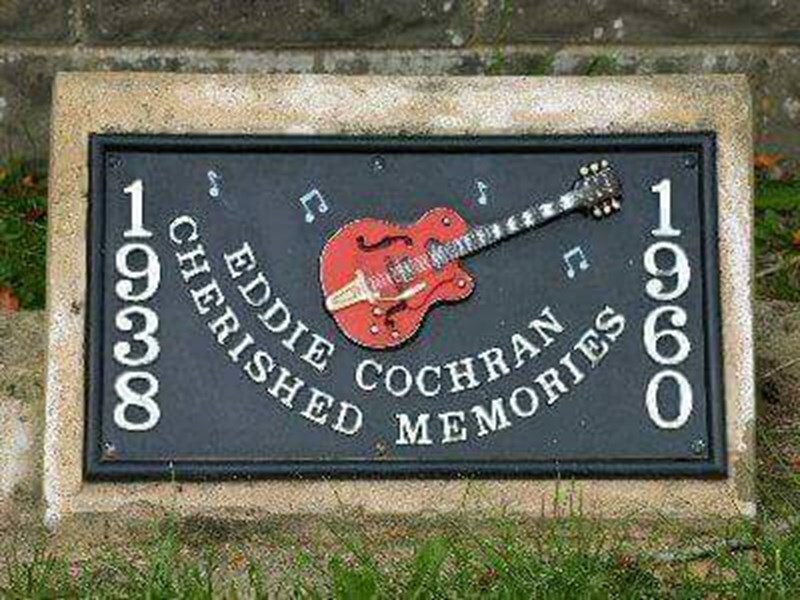 1938
EDDIE COCHRAN
CHERISHED MEMORIES
1960